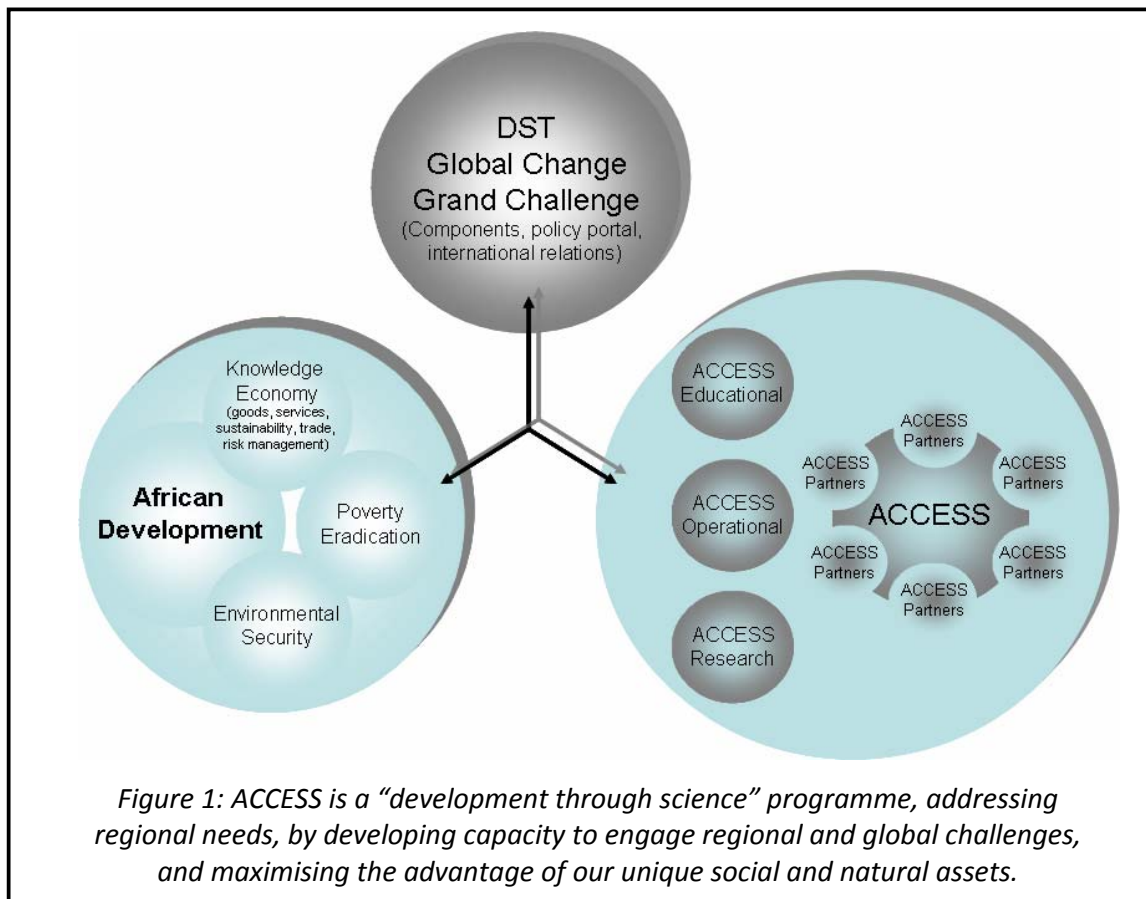 DST
Global Change
Grand Challenge
(Components, policy portal,
international relations)
Knowledge
Economy
(goods, services,
sustainability, trade,
risk management)
African
Development
Poverty
Eradication
Environmental
Security
ACCESS
Educational
ACCESS
Operational
ACCESS
Research
ACCESS
Partners
ACCESS
Partners
ACCESS
Partners
ACCESS
ACCESS
Partners
ACCESS
Partners
ACCESS
Partners
Figure 1: ACCESS is a “development through science” programme, addressing
regional needs, by developing capacity to engage regional and global challenges,
and maximising the advantage of our unique social and natural assets.